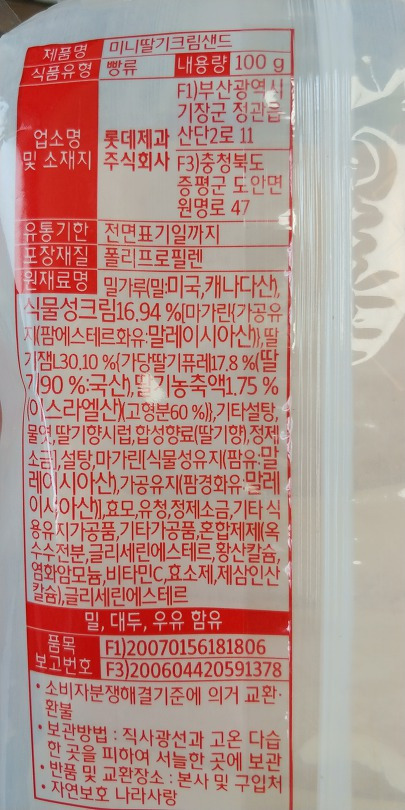 제품명 미니딸기크림샌드
식품유형 빵류 내용량 100 g
업소명 및 소재지 롯데제과 주식회사
F1)부산광역시
기장군 정관읍
산단2로 11
F3)충청북도
증평군 도안면
원명로 47
유통기한 전면표기일까지
포장재질 폴리프로필렌
원재료명 밀가루(밀:미국,캐나다산),
식물성크림16.94 %{마가린{가공유
지(팜에스테르화유:말레이시아산)},딸
기잼L30.10 %{가당딸기퓨레17.8 %(딸
기90 %:국산),딸기농축액1.75 %
(이스라엘산)(고형분60 %)},기타설탕,
물엿,딸기향시럽,합성향료(딸기향),정제
소금,설탕,마가린[식물성유지(팜유:말
레이시아산),가공유지(팜경화유:말레
이시아산)],효모,유청,정제소금,기타 식
용유지가공품,기타가공품,혼합제제(옥
수수전분,글리세린에스테르,황산칼슘,
염화암모늄,비타민C,효소제,제삼인산
칼슘),글리세린에스테르
밀, 대두, 우유 함유
품목 보고번호
F1)20070156181806
F3)200604420591378
• 소비자분쟁해결기준에 의거 교환·
환불
• 보관방법 : 직사광선과 고온 다습
한 곳을 피하여 서늘한 곳에 보관
• 반품 및 교환장소 : 본사 및 구입처
• 자연보호 나라사랑